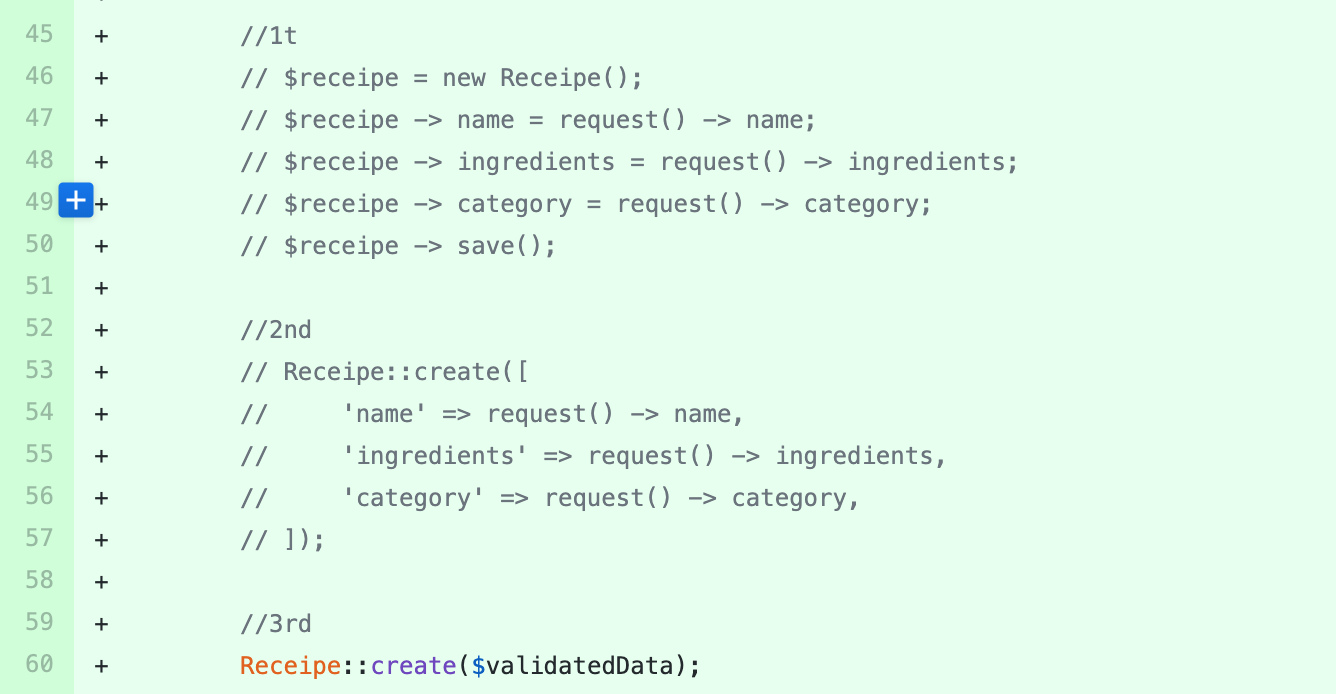 45 + //1t
46 + // $receipe = new Receipe();
47 + // $receipe -> name = request() -> name;
48 + // $receipe -> ingredients = request() -> ingredients;
49 + + // $receipe -> category = request() -> category;
50 + // $receipe -> save();
51 +
52 + //2nd
53 + // Receipe::create([
54 + //     'name' => request() -> name,
55 + //     'ingredients' => request() -> ingredients,
56 + //     'category' => request() -> category,
57 + // ]);
58 +
59 + //3rd
60 + Receipe::create($validatedData);